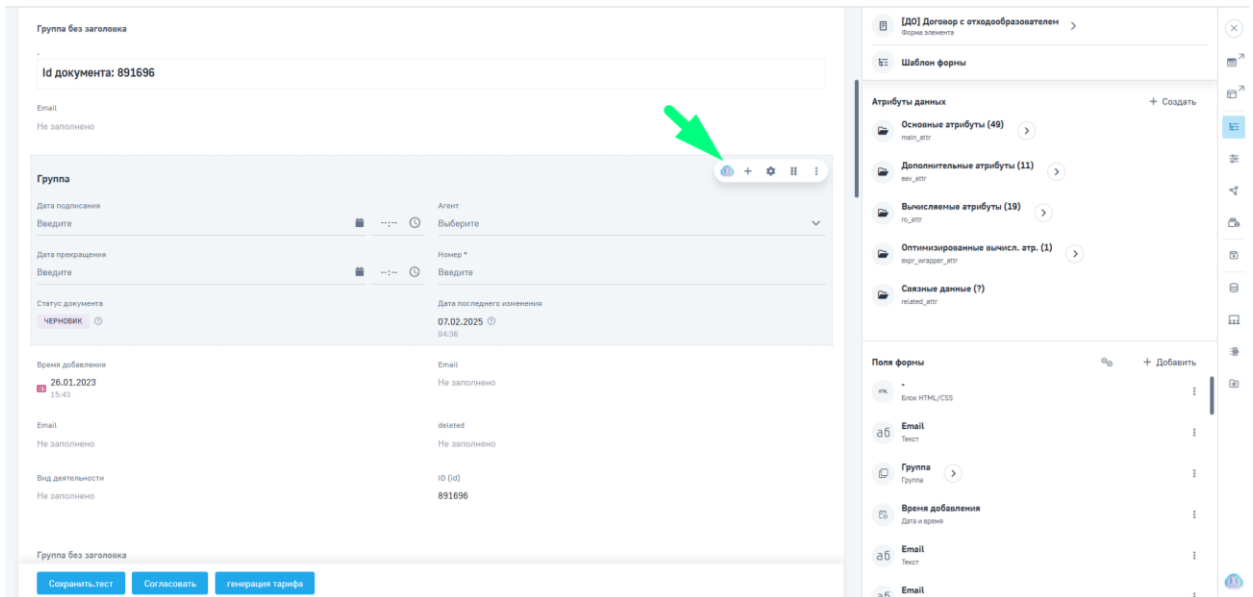 Группа без заголовка
-
Id документа: 891696
Email
Не заполнено
Группа
Дата подписания
Введите
--:--
Агент
Выберите
Дата прекращения
Введите
--:--
Номер *
Введите
Статус документа
ЧЕРНОВИК
Дата последнего изменения
07.02.2025
04:36
Время добавления
26.01.2023
15:43
Email
Не заполнено
Email
Не заполнено
deleted
Не заполнено
Вид деятельности
Не заполнено
ID (id)
891696
Группа без заголовка
Сохранить.тест
Согласовать
генерация тарифа
[ДО] Договор с отходообразователем
Форма элемента
Шаблон формы
Атрибуты данных
+ Создать
Основные атрибуты (49)
main_attr
Дополнительные атрибуты (11)
eav_attr
Вычисляемые атрибуты (19)
ro_attr
Оптимизированные вычисл. атр. (1)
expr_wrapper_attr
Связные данные (?)
related_attr
Поля формы
+ Добавить
HTML
-
Блок HTML/CSS
аб
Email
Текст
Группа
Группа
Время добавления
Дата и время
аб
Email
Текст
аб
Email